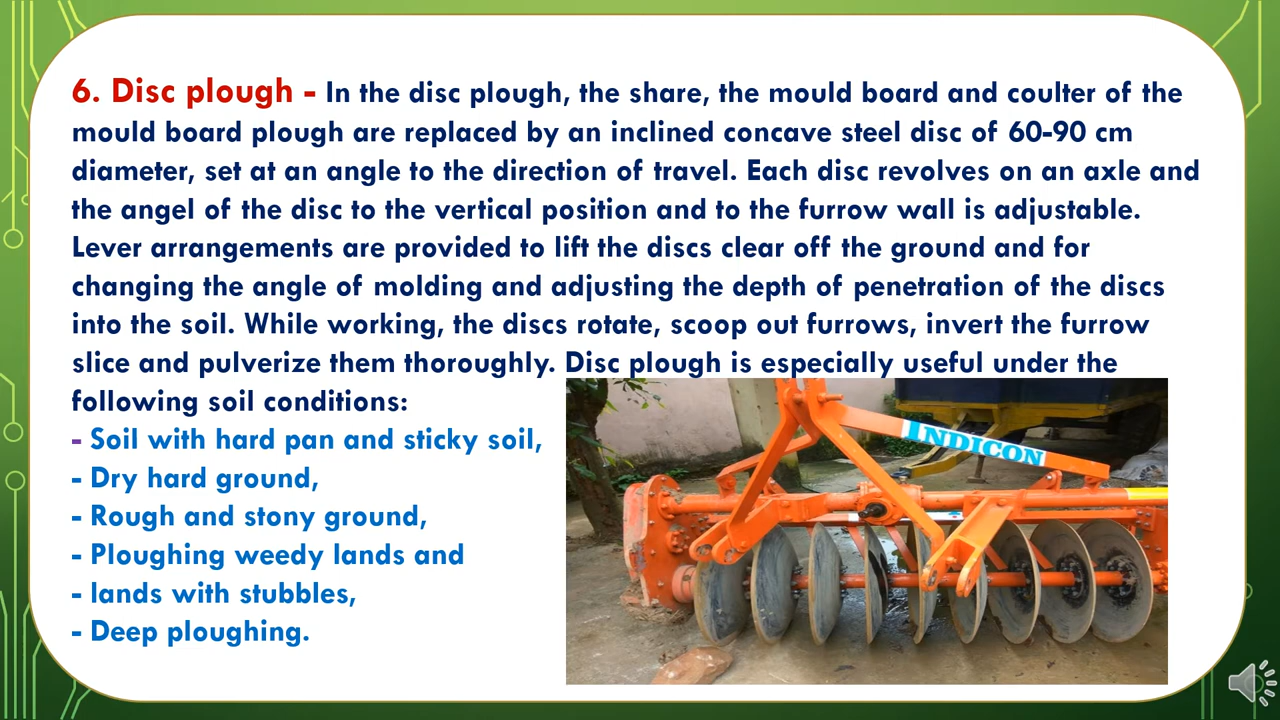 6. Disc plough - In the disc plough, the share, the mould board and coulter of the
mould board plough are replaced by an inclined concave steel disc of 60-90 cm
diameter, set at an angle to the direction of travel. Each disc revolves on an axle and
the angel of the disc to the vertical position and to the furrow wall is adjustable.
Lever arrangements are provided to lift the discs clear off the ground and for
changing the angle of molding and adjusting the depth of penetration of the discs
into the soil. While working, the discs rotate, scoop out furrows, invert the furrow
slice and pulverize them thoroughly. Disc plough is especially useful under the
following soil conditions:
- Soil with hard pan and sticky soil,
- Dry hard ground,
- Rough and stony ground,
- Ploughing weedy lands and
- lands with stubbles,
- Deep ploughing.
INDICON